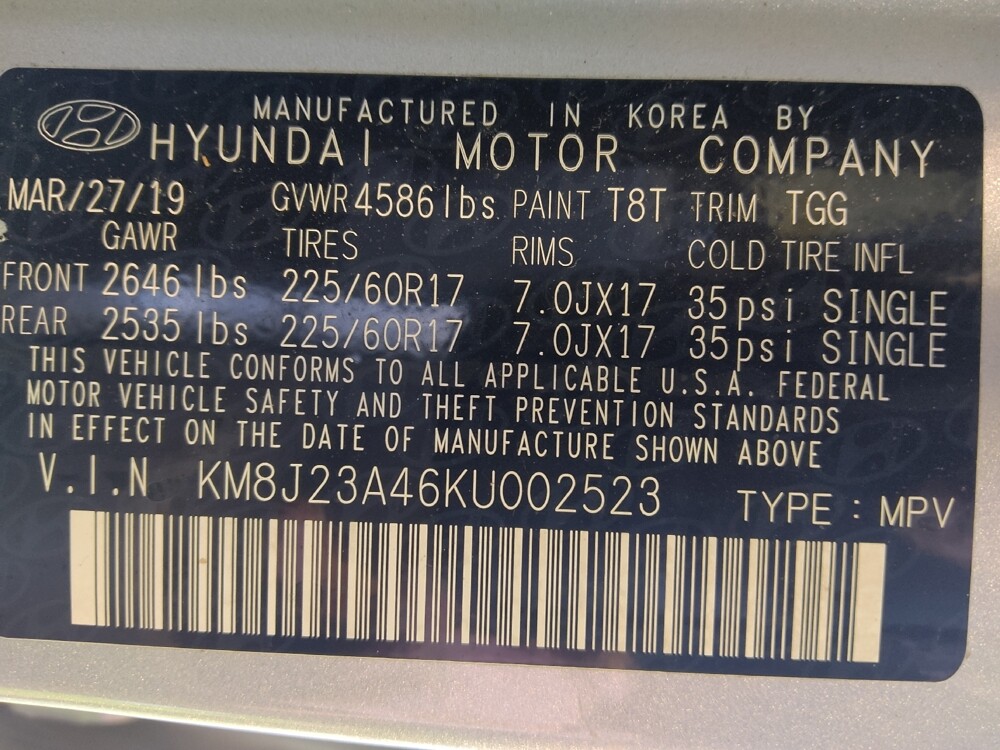 MANUFACTURED IN KOREA BY
HYUNDAI MOTOR COMPANY
MAR/27/19 GVWR 4586 lbs PAINT T8T TRIM TGG
GAWR TIRES RIMS COLD TIRE INFL
FRONT 2646 lbs 225/60R17 7.0JX17 35psi SINGLE
REAR 2535 lbs 225/60R17 7.0JX17 35psi SINGLE
THIS VEHICLE CONFORMS TO ALL APPLICABLE U.S.A. FEDERAL
MOTOR VEHICLE SAFETY AND THEFT PREVENTION STANDARDS
IN EFFECT ON THE DATE OF MANUFACTURE SHOWN ABOVE
V.I.N KM8J23A46KU002523 TYPE : MPV